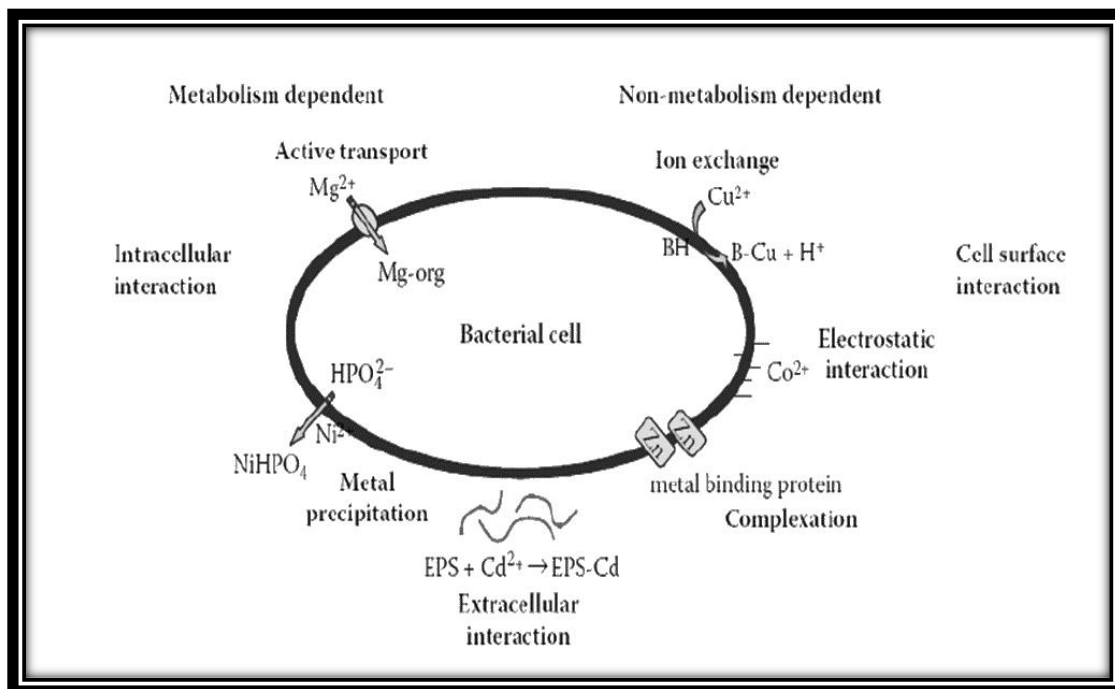 Metabolism dependent
Non-metabolism dependent
Active transport
Mg²⁺
Mg-org
Ion exchange
Cu²⁺
BH
B-Cu + H⁺
Intracellular
interaction
Cell surface
interaction
Bacterial cell
Electrostatic
interaction
Co²⁺
HPO₄²⁻
Ni²⁺
NiHPO₄
Metal
precipitation
Zn
Zn
metal binding protein
Complexation
EPS + Cd²⁺ → EPS-Cd
Extracellular
interaction